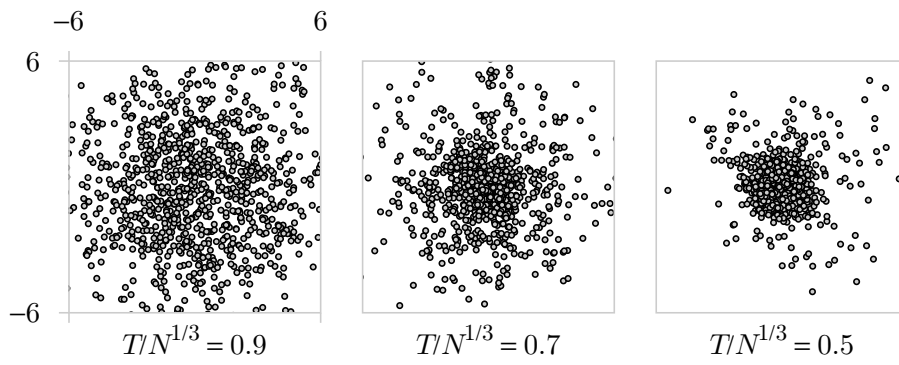 −6 6
6
−6
T/N^{1/3} = 0.9 T/N^{1/3} = 0.7 T/N^{1/3} = 0.5